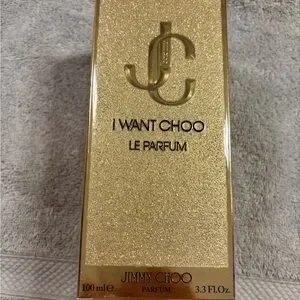 JC
I WANT CHOO
LE PARFUM
JIMMY CHOO
100 ml e PARFUM 3.3 Fl.Oz.